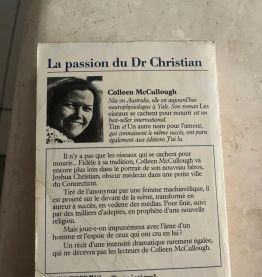 La passion du Dr Christian
Colleen McCullough
Née en Australie, elle est aujourd'hui
neurophysiologue à Yale. Son roman Les
oiseaux se cachent pour mourir est un
best-seller international.
Tim et Un autre nom pour l'amour,
qui connaissent le même succès, ont paru
également aux éditions J'ai lu.
Il n'y a pas que les oiseaux qui se cachent pour
mourir... Fidèle à sa tradition, Colleen McCullough va
encore plus loin dans le portrait de son nouveau héros,
Joshua Christian, obscur médecin dans une petite ville
du Connecticut.
Tiré de l'anonymat par une femme machiavélique, il
est projeté sur le devant de la scène, transformé en
auteur à succès, en vedette des médias. Pour finir, suivi
par des milliers d'adeptes, en prophète d'une nouvelle
religion.
Mais joue-t-on impunément avec l'âme d'un
homme et l'espoir de ceux qui ont cru en lui?
Un récit d'une intensité dramatique rarement égalée,
qui ne décevra pas les lecteurs de Colleen McCullough.